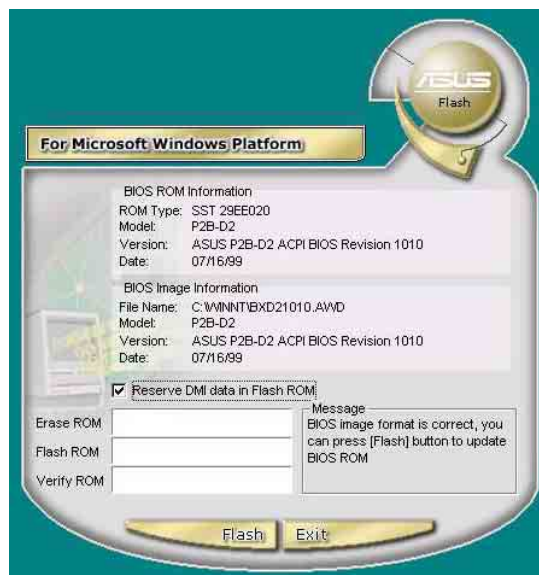 ASUS
Flash
For Microsoft Windows Platform
BIOS ROM Information
ROM Type: SST 29EE020
Model: P2B-D2
Version: ASUS P2B-D2 ACPI BIOS Revision 1010
Date: 07/16/99
BIOS Image Information
File Name: C:\WINNT\BXD21010.AWD
Model: P2B-D2
Version: ASUS P2B-D2 ACPI BIOS Revision 1010
Date: 07/16/99
Reserve DMI data in Flash ROM
Erase ROM
Flash ROM
Verify ROM
Message
BIOS image format is correct, you
can press [Flash] button to update
BIOS ROM
Flash
Exit